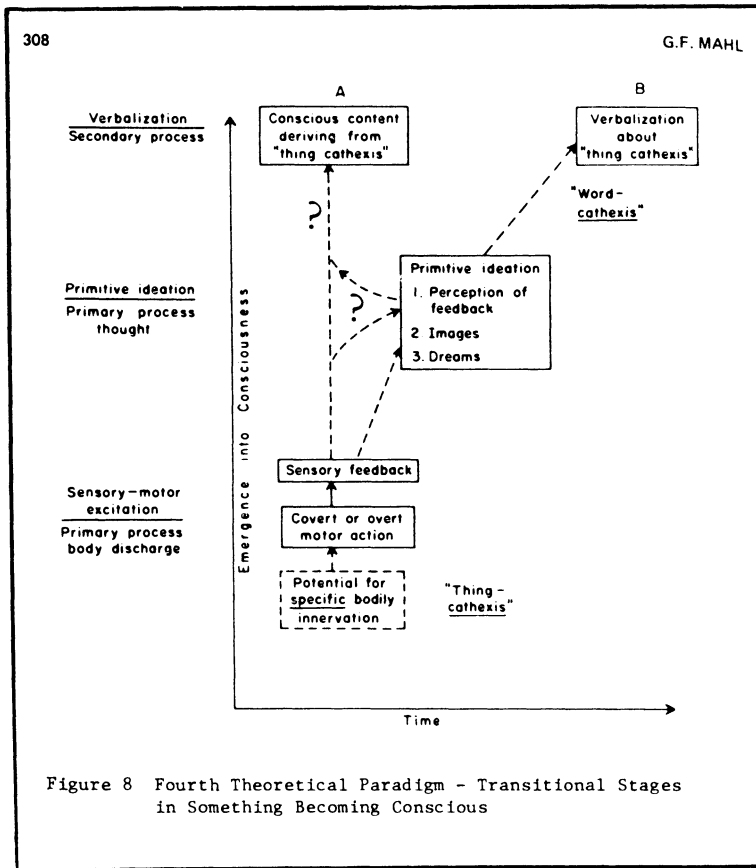 308
G.F. MAHL
A
B
Verbalization
Secondary process
Conscious content
deriving from
"thing cathexis"
Verbalization
about
"thing cathexis"
?
"Word-
cathexis"
Primitive ideation
Primary process
thought
Primitive ideation
1. Perception of
feedback
2 Images
3. Dreams
?
Emergence into Consciousness
Sensory feedback
Sensory-motor
excitation
Primary process
body discharge
Covert or overt
motor action
Potential for
specific bodily
innervation
"Thing-
cathexis"
Time
Figure 8 Fourth Theoretical Paradigm - Transitional Stages
in Something Becoming Conscious